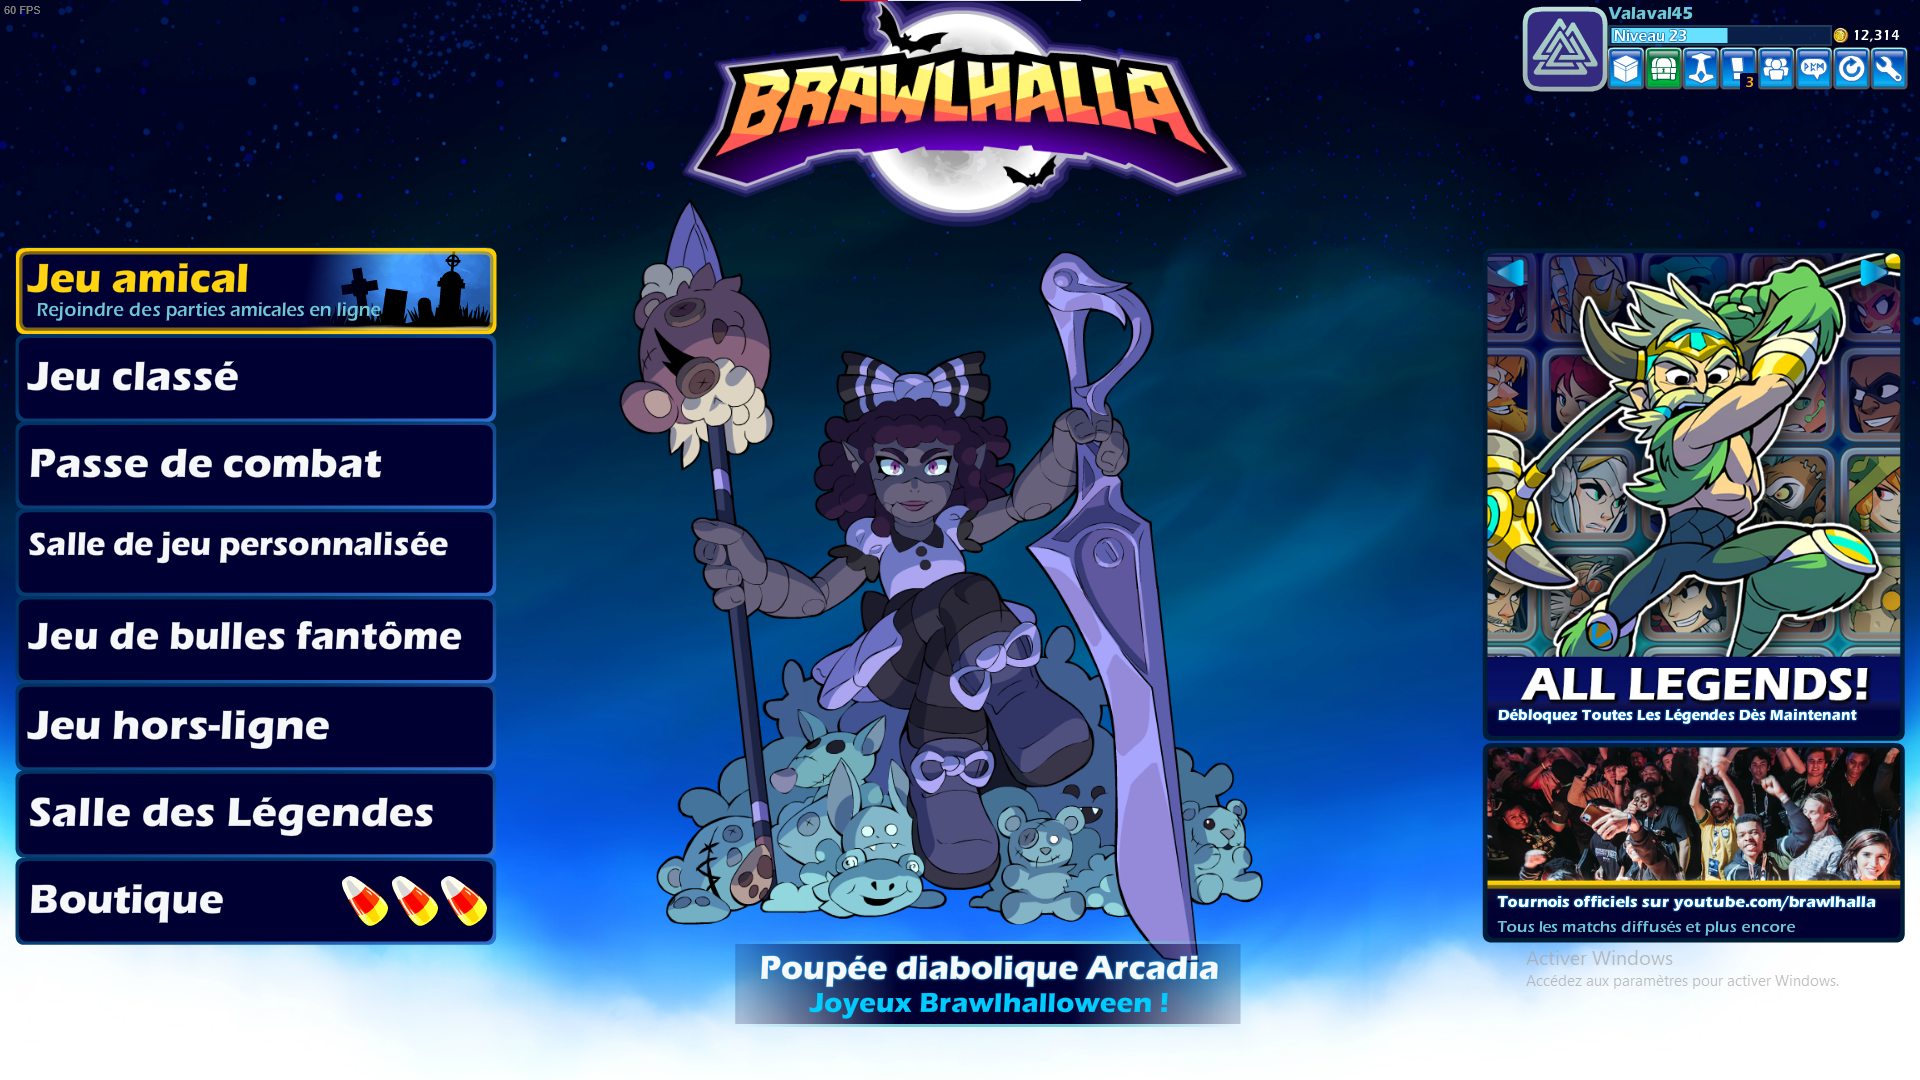 60 FPS
BRAWLHALLA
Valaval45
Niveau 23
12,314
3
Jeu amical
Rejoindre des parties amicales en ligne
Jeu classé
Passe de combat
Salle de jeu personnalisée
Jeu de bulles fantôme
Jeu hors-ligne
Salle des Légendes
Boutique
Poupée diabolique Arcadia
Joyeux Brawlhalloween !
ALL LEGENDS!
Débloquez Toutes Les Légendes Dès Maintenant
Tournois officiels sur youtube.com/brawlhalla
Tous les matchs diffusés et plus encore
Activer Windows
Accédez aux paramètres pour activer Windows.